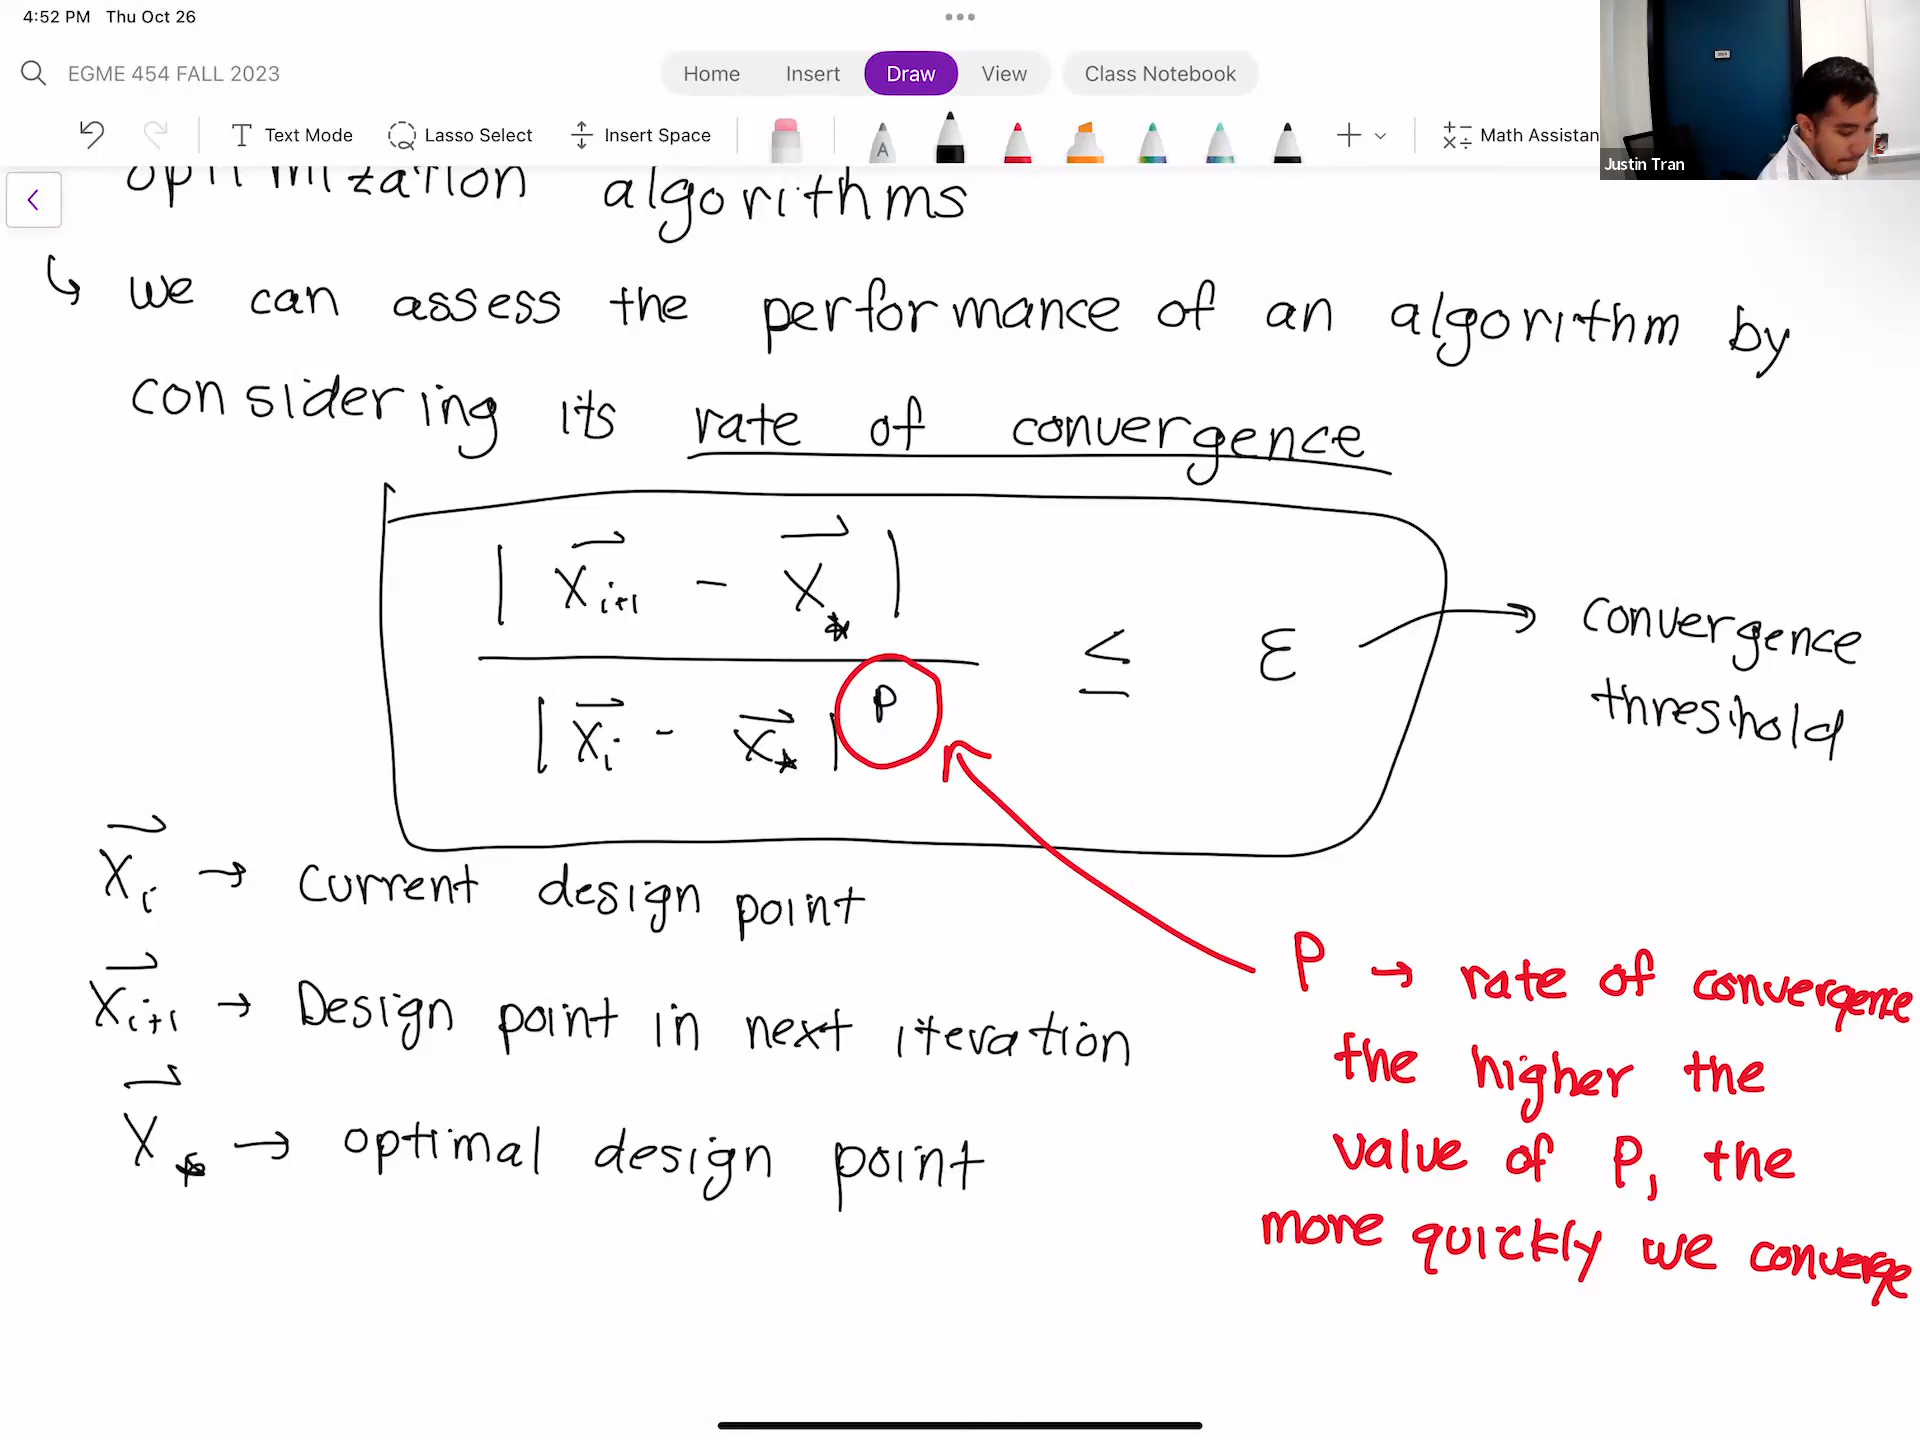 4:52 PM Thu Oct 26
EGME 454 FALL 2023
Home Insert Draw View Class Notebook
Text Mode Lasso Select Insert Space A Math Assistan
Justin Tran
optimization algorithms
↳ we can assess the performance of an algorithm by
considering its rate of convergence
| x⃗ᵢ₊₁ - x⃗⁎ |
| x⃗ᵢ - x⃗⁎ |ᴾ ≤ ε → convergence
threshold
x⃗ᵢ → current design point
x⃗ᵢ₊₁ → Design point in next iteration
x⃗⁎ → optimal design point
P → rate of convergence
the higher the
value of P, the
more quickly we converge